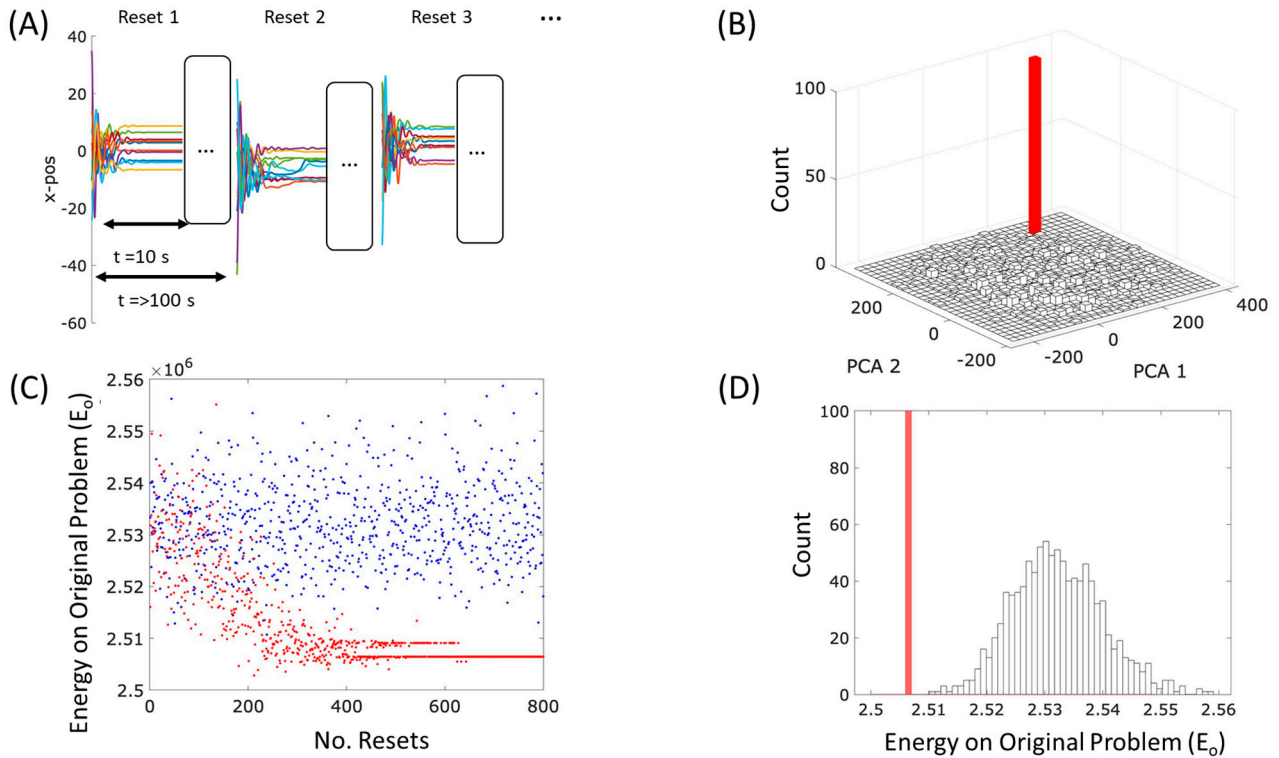 (A)
Reset 1
Reset 2
Reset 3
...
40
20
0
-20
-40
-60
x-pos
...
...
...
t =10 s
t =>100 s
(B)
100
50
0
Count
200
0
-200
PCA 2
-200
0
200
400
PCA 1
(C)
×10⁶
2.56
2.55
2.54
2.53
2.52
2.51
2.5
Energy on Original Problem (Eₒ)
0
200
400
600
800
No. Resets
(D)
100
80
60
40
20
0
Count
2.5
2.51
2.52
2.53
2.54
2.55
2.56
Energy on Original Problem (Eₒ)